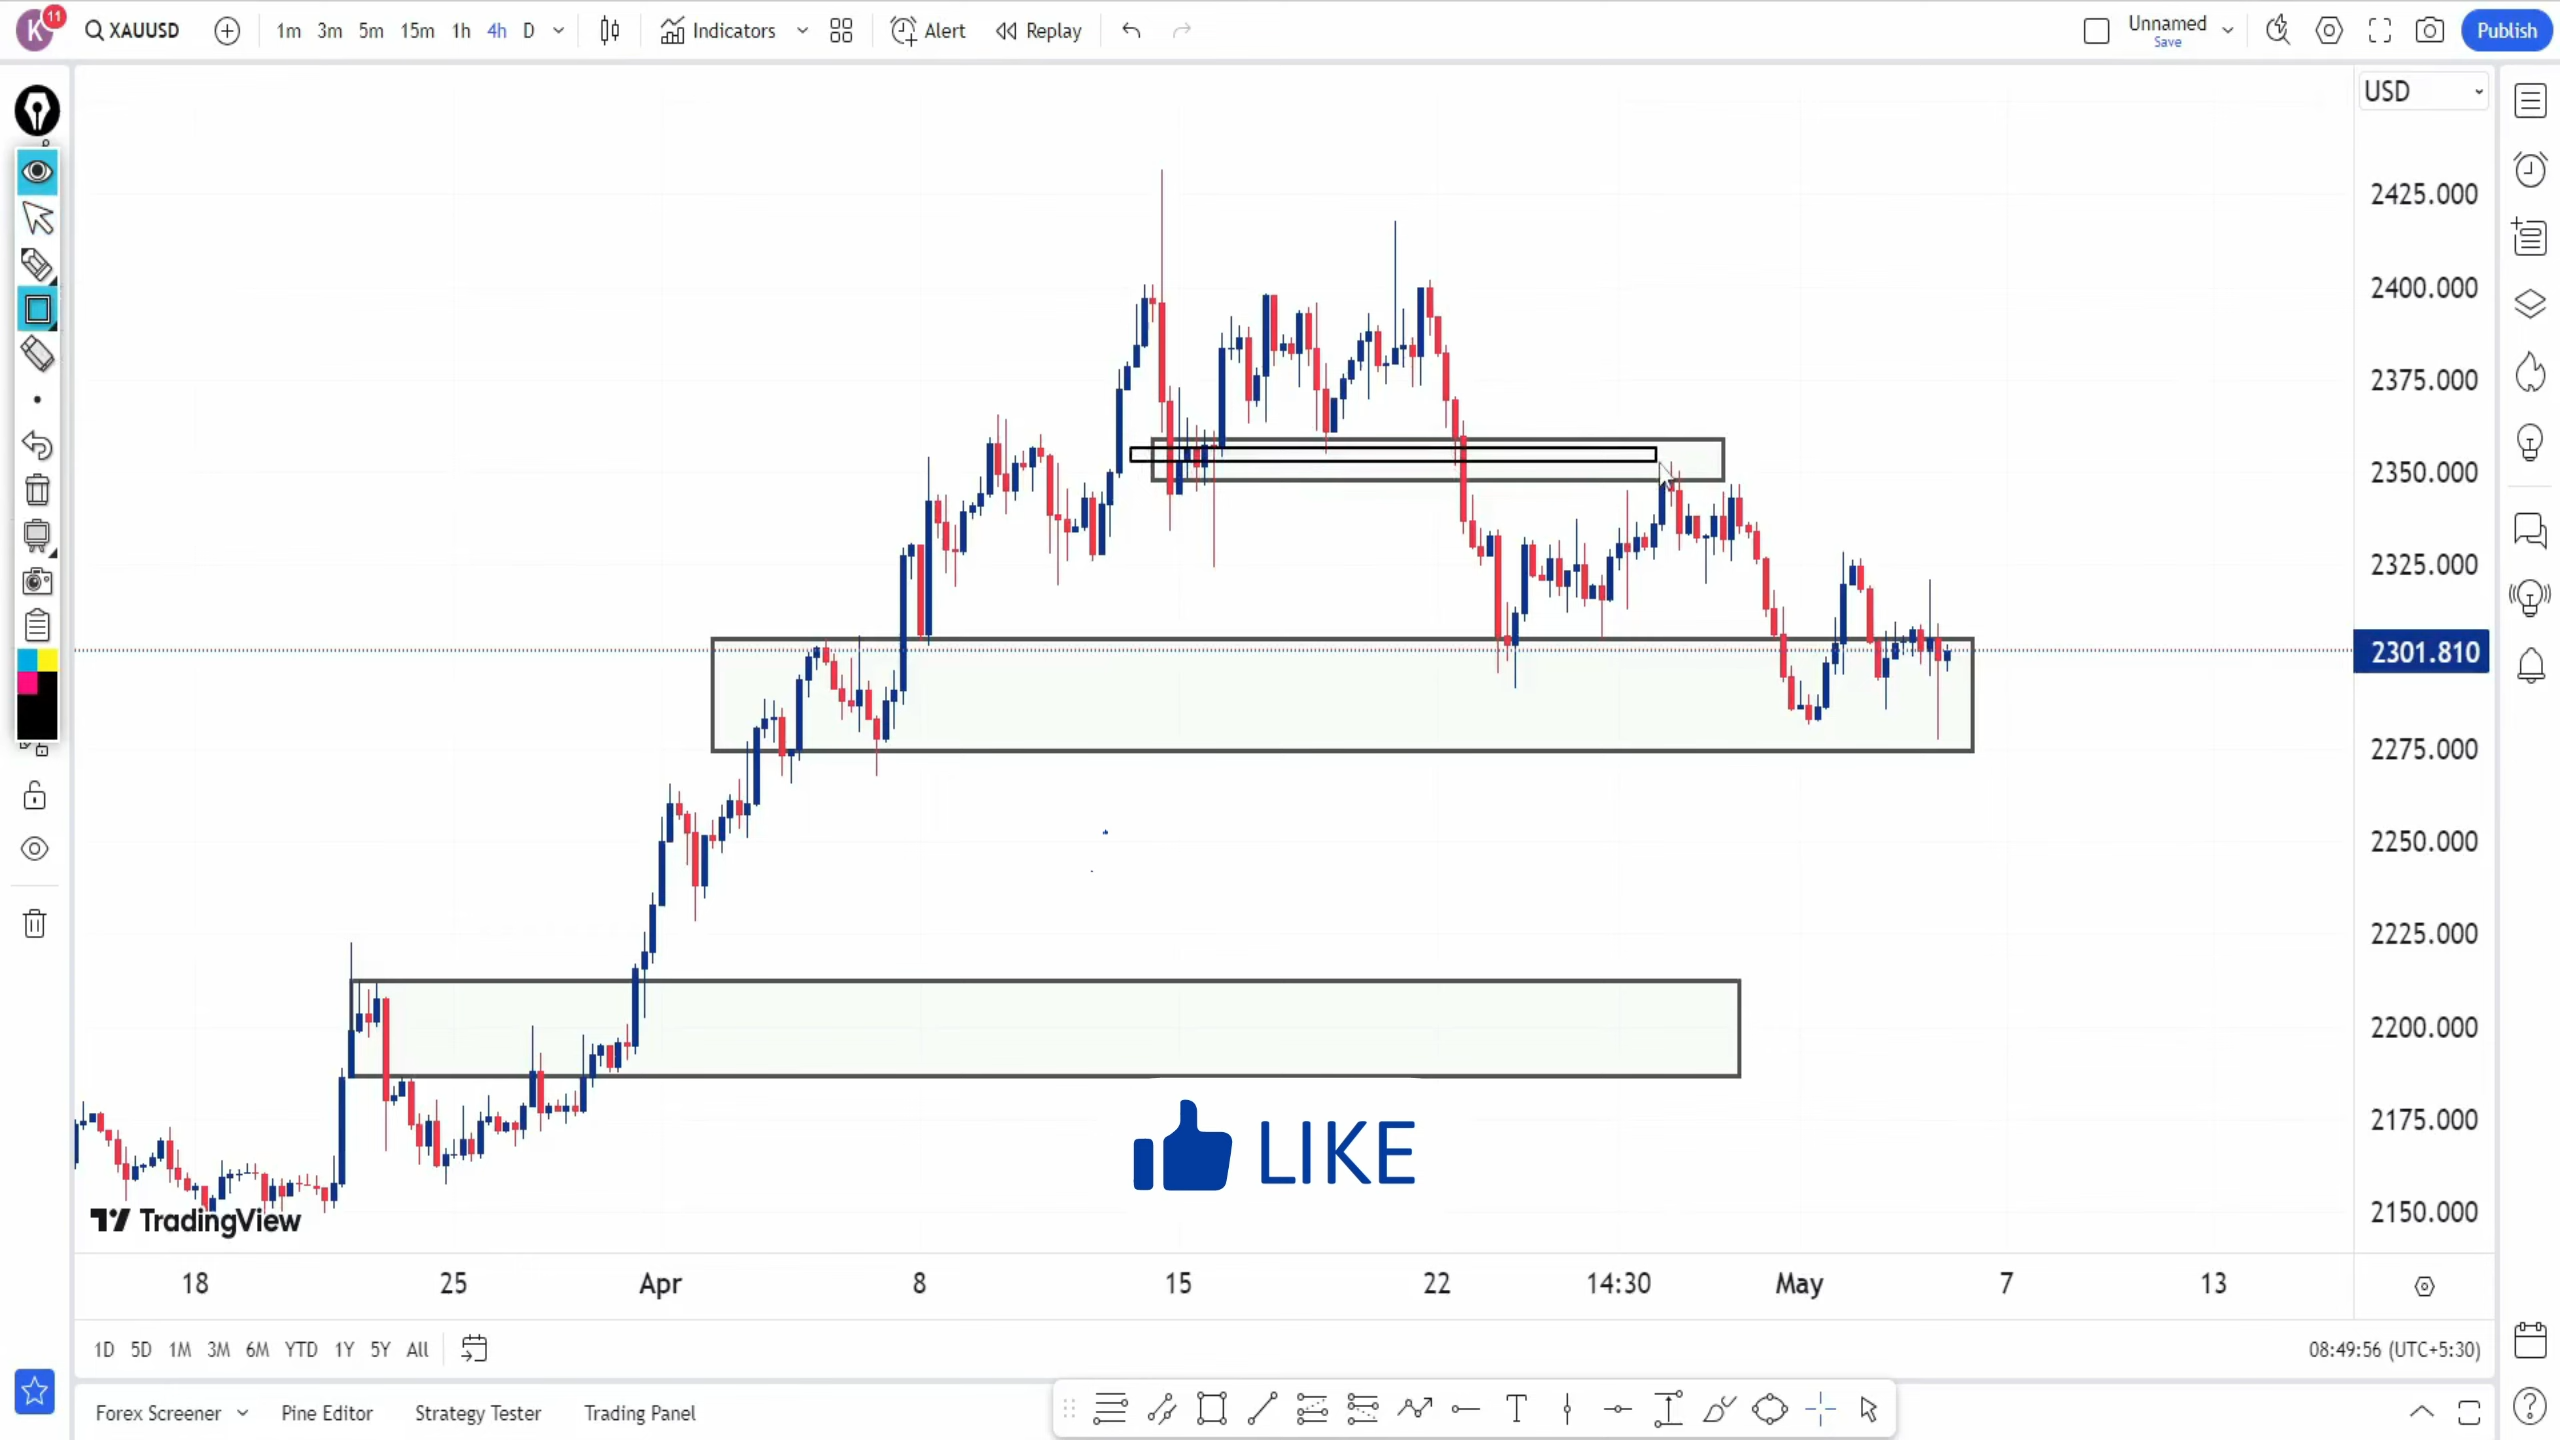 K 11 XAUUSD 1m 3m 5m 15m 1h 4h D Indicators Alert Replay Unnamed Publish
Save
USD
2425.000
2400.000
2375.000
2350.000
2325.000
2301.810
2275.000
2250.000
2225.000
2200.000
2175.000
2150.000
LIKE
TradingView
18 25 Apr 8 15 22 14:30 May 7 13
1D 5D 1M 3M 6M YTD 1Y 5Y All 08:49:56 (UTC+5:30)
Forex Screener Pine Editor Strategy Tester Trading Panel